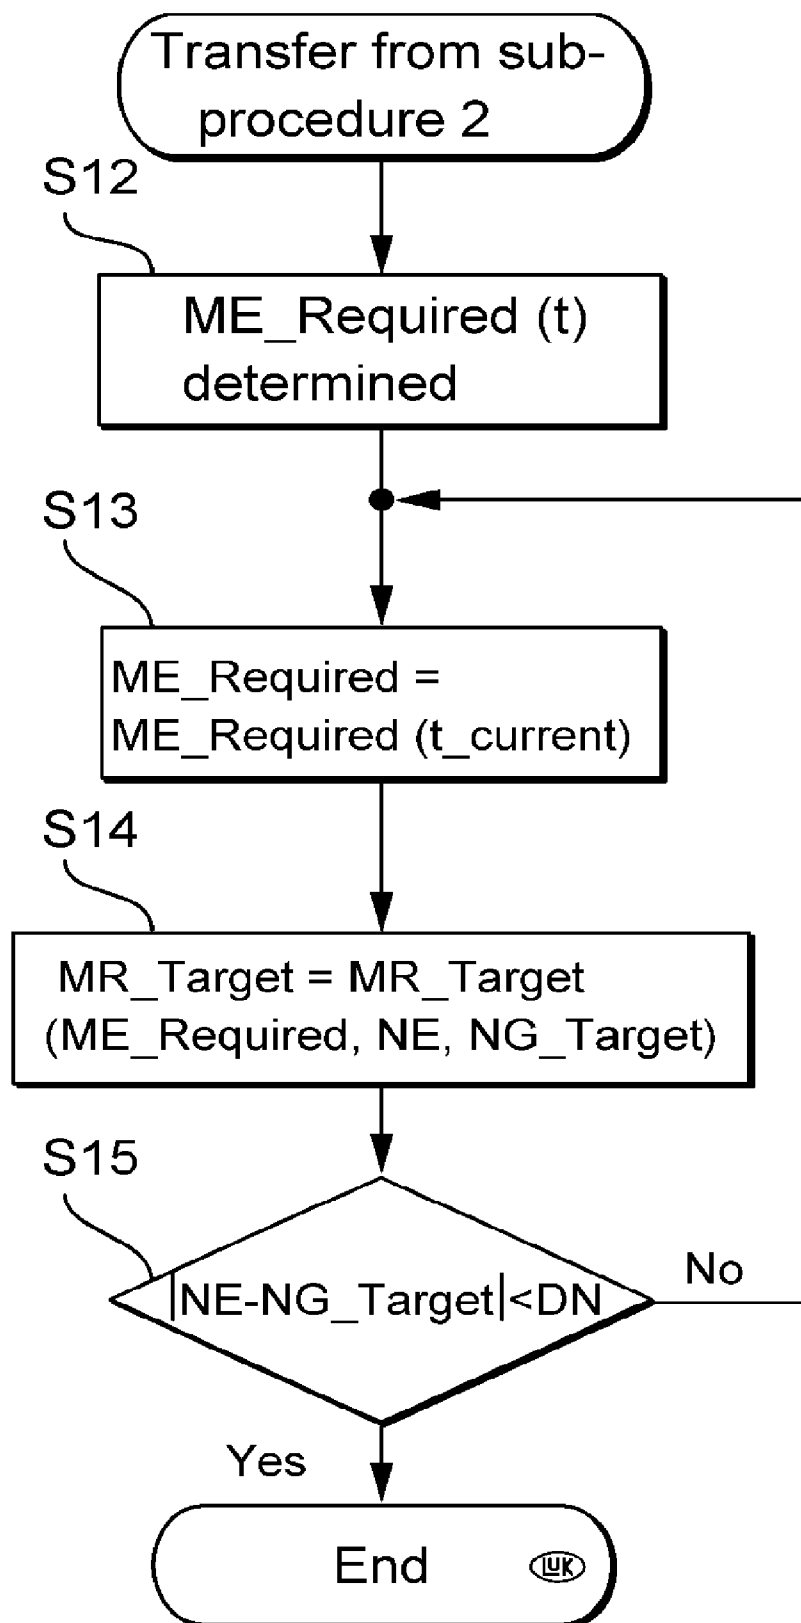 Transfer from sub-
procedure 2
S12
ME_Required (t)
determined
S13
ME_Required =
ME_Required (t_current)
S14
MR_Target = MR_Target
(ME_Required, NE, NG_Target)
S15
|NE-NG_Target|<DN
No
Yes
End
LUK